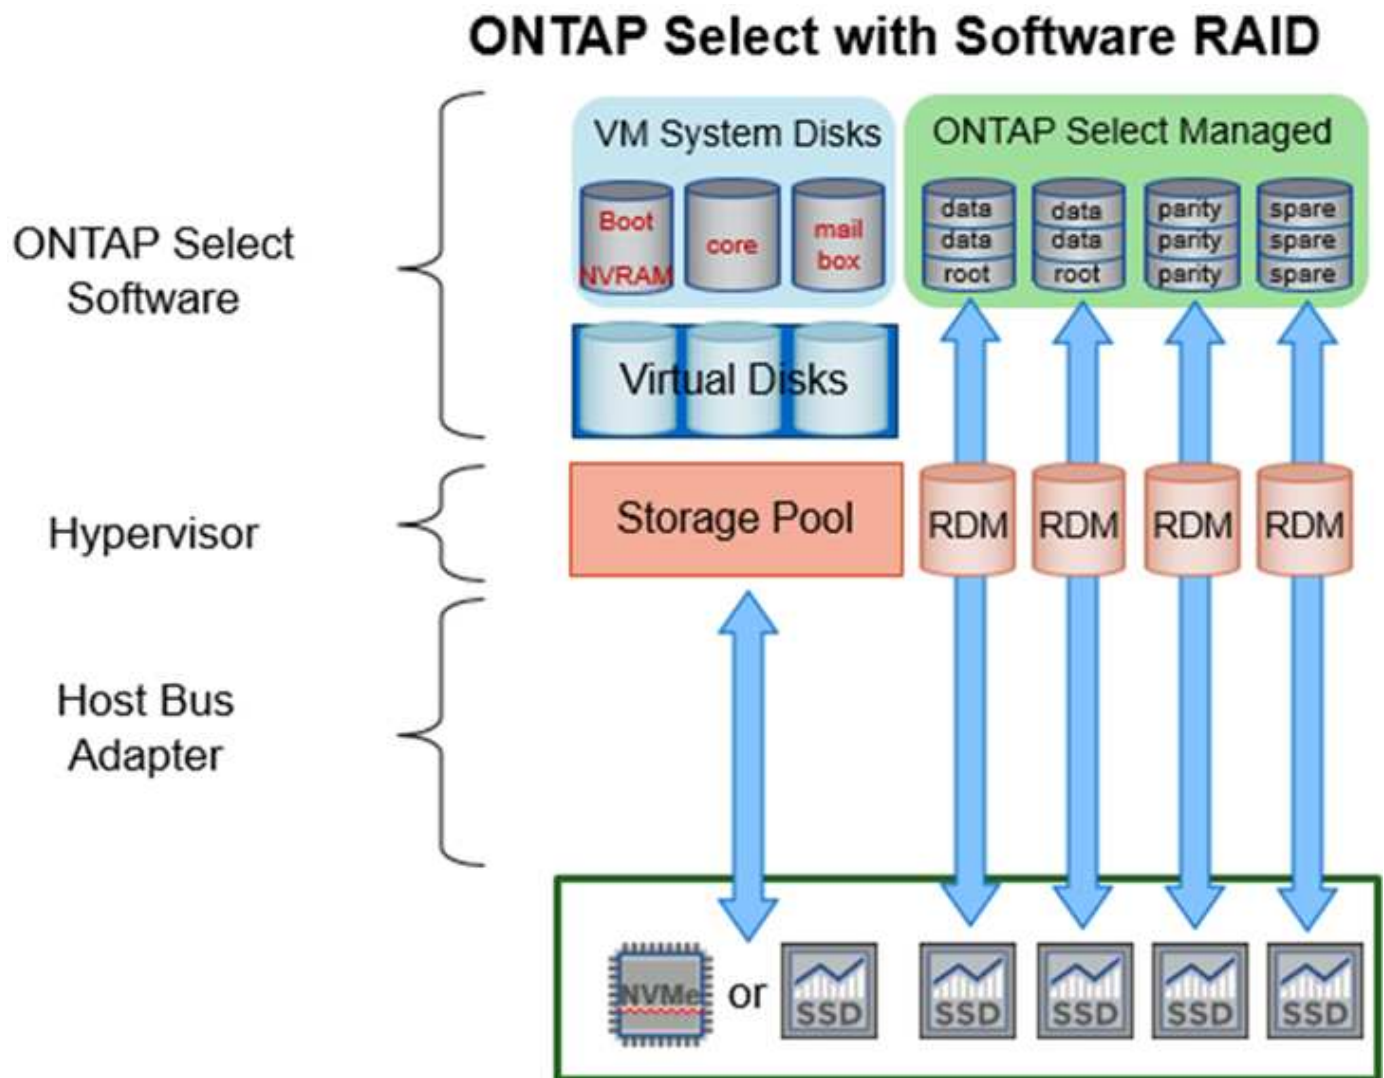 ONTAP Select with Software RAID
ONTAP Select
Software
VM System Disks
Boot
NVRAM
core
mail
box
ONTAP Select Managed
data
data
root
data
data
root
parity
parity
parity
spare
spare
spare
Virtual Disks
Hypervisor
Storage Pool
RDM
RDM
RDM
RDM
Host Bus
Adapter
NVMe
or
SSD
SSD
SSD
SSD
SSD